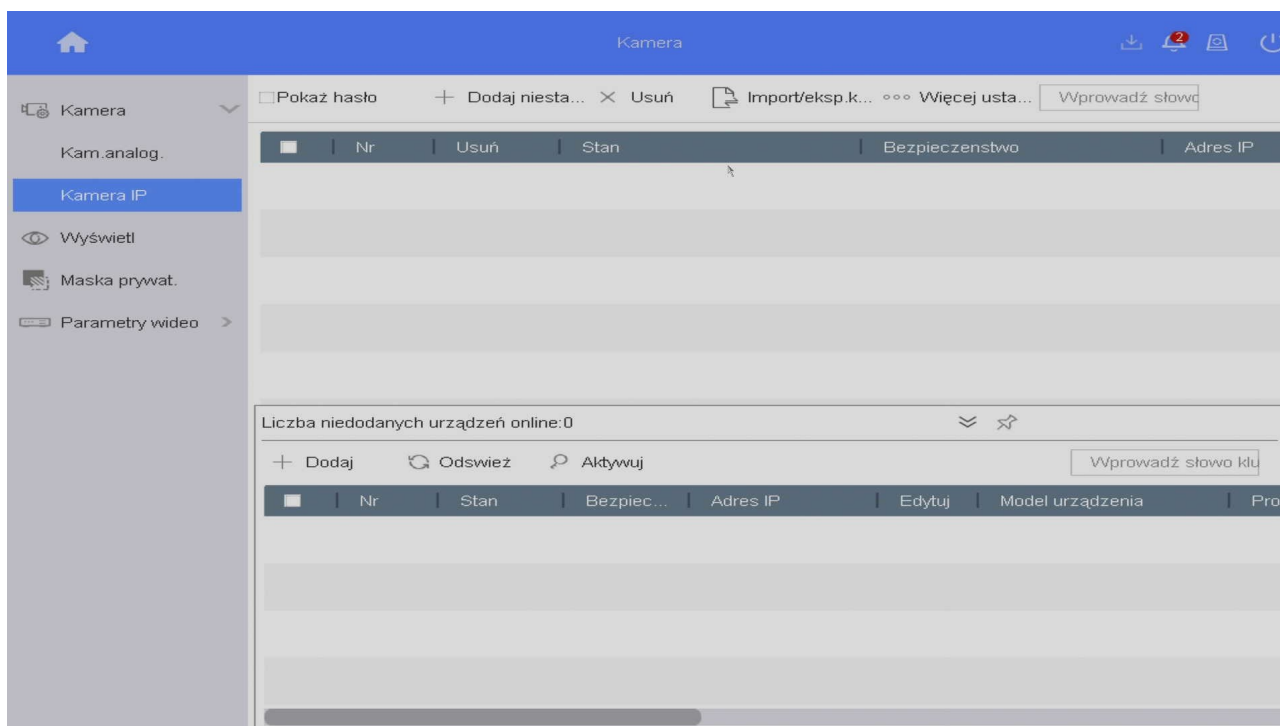 Kamera
2
Kamera
Pokaż hasło
Dodaj niesta...
Usuń
Import/eksp.k...
Więcej usta...
Wprowadź słowo
Kam.analog.
Nr
Usuń
Stan
Bezpieczenstwo
Adres IP
Kamera IP
Wyświetl
Maska prywat.
Parametry wideo
Liczba niedodanych urządzeń online:0
Dodaj
Odswież
Aktywuj
Wprowadź słowo klu
Nr
Stan
Bezpiec...
Adres IP
Edytuj
Model urządzenia
Pro